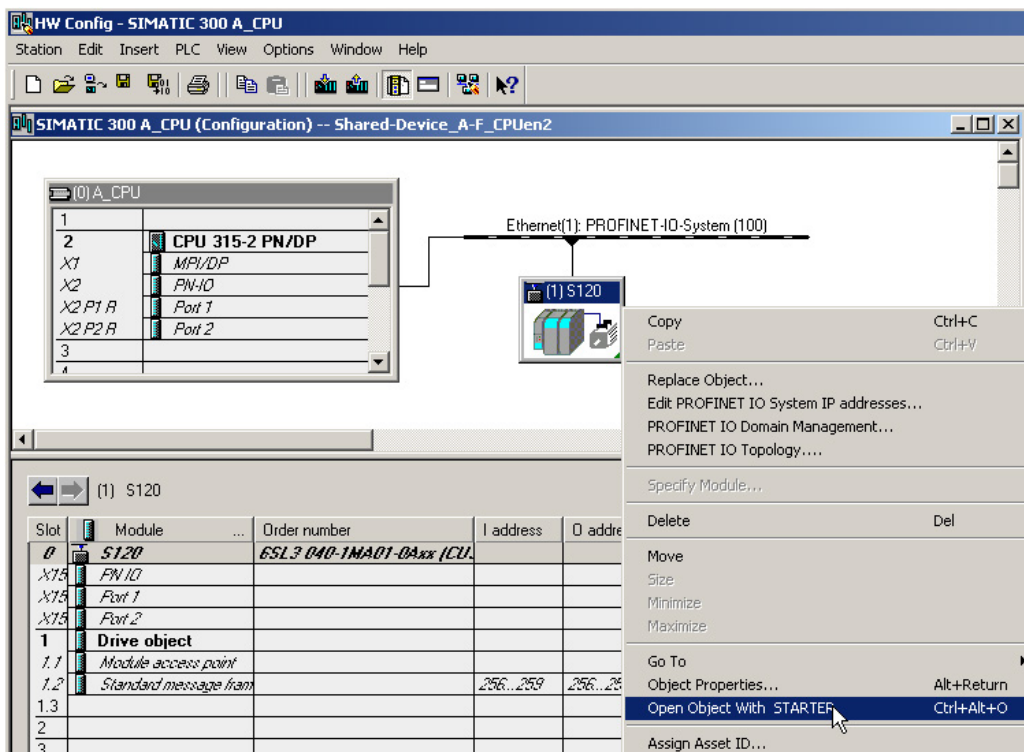 HW Config - SIMATIC 300 A_CPU
Station Edit Insert PLC View Options Window Help
SIMATIC 300 A_CPU (Configuration) -- Shared-Device_A-F_CPUen2
(0) A_CPU
1
2 CPU 315-2 PN/DP
X1 MPI/DP
X2 PN-IO
X2 P1 R Port 1
X2 P2 R Port 2
3
4
Ethernet(1): PROFINET-IO-System (100)
(1) S120
Copy Ctrl+C
Paste Ctrl+V
Replace Object...
Edit PROFINET IO System IP addresses...
PROFINET IO Domain Management...
PROFINET IO Topology....
Specify Module...
Delete Del
Move
Size
Minimize
Maximize
Go To
Object Properties... Alt+Return
Open Object With STARTER Ctrl+Alt+O
Assign Asset ID...
(1) S120
Slot Module ... Order number I address O addre
0 S120 6SL3 040-1MA01-0Axx (CU.
X15 PN IO
X15 Port 1
X15 Port 2
1 Drive object
1.1 Module access point
1.2 Standard message fram 256...259 256...25
1.3
2
3